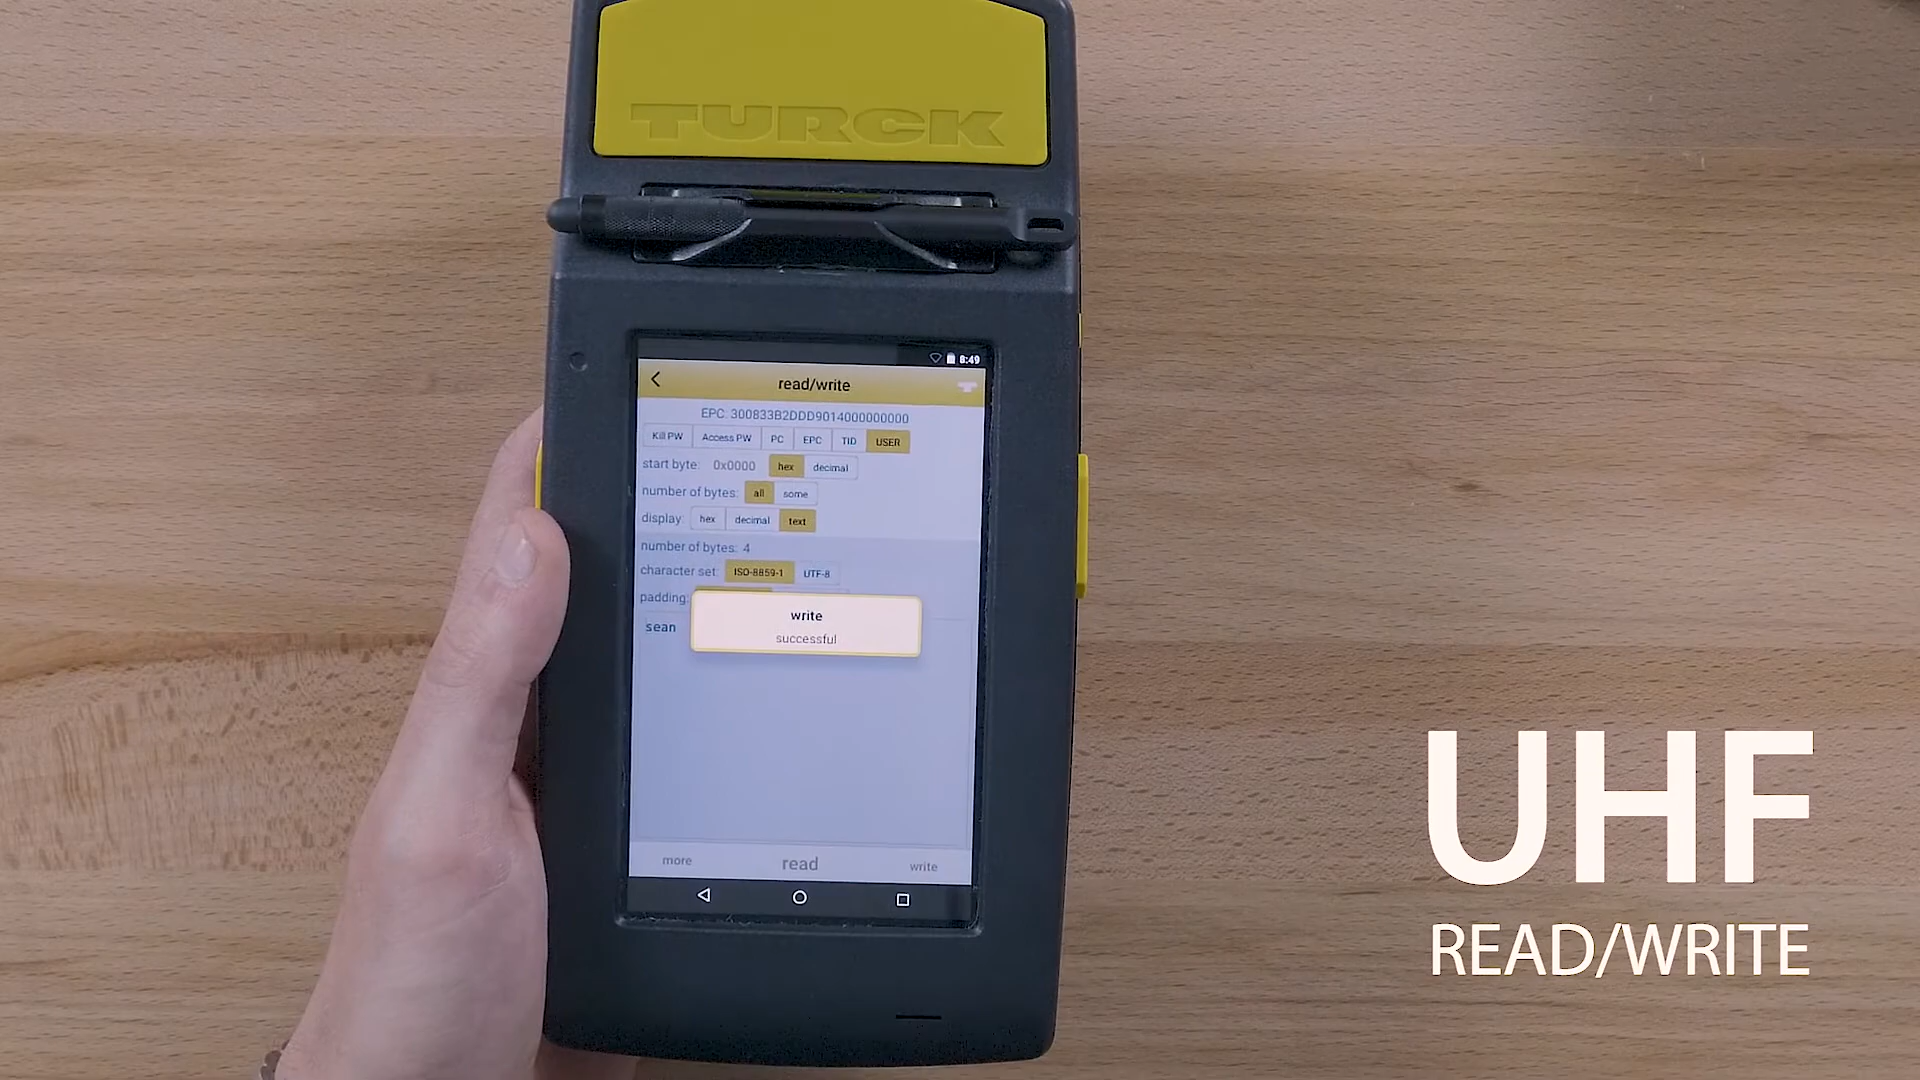 TURCK
8:49
read/write
EPC: 300833B2DDD9014000000000
Kill PW Access PW PC EPC TID USER
start byte: 0x0000 hex decimal
number of bytes: all some
display: hex decimal text
number of bytes: 4
character set: ISO-8859-1 UTF-8
padding:
write
successful
sean
more read write
UHF
READ/WRITE